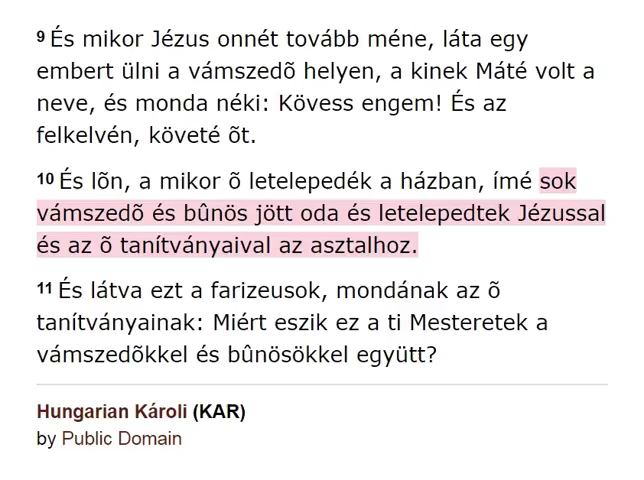 9 És mikor Jézus onnét tovább méne, láta egy
embert ülni a vámszedõ helyen, a kinek Máté volt a
neve, és monda néki: Kövess engem! És az
felkelvén, követé õt.
10 És lõn, a mikor õ letelepedék a házban, ímé sok
vámszedõ és bûnös jött oda és letelepedtek Jézussal
és az õ tanítványaival az asztalhoz.
11 És látva ezt a farizeusok, mondának az õ
tanítványainak: Miért eszik ez a ti Mesteretek a
vámszedõkkel és bûnösökkel együtt?
Hungarian Károli (KAR)
by Public Domain